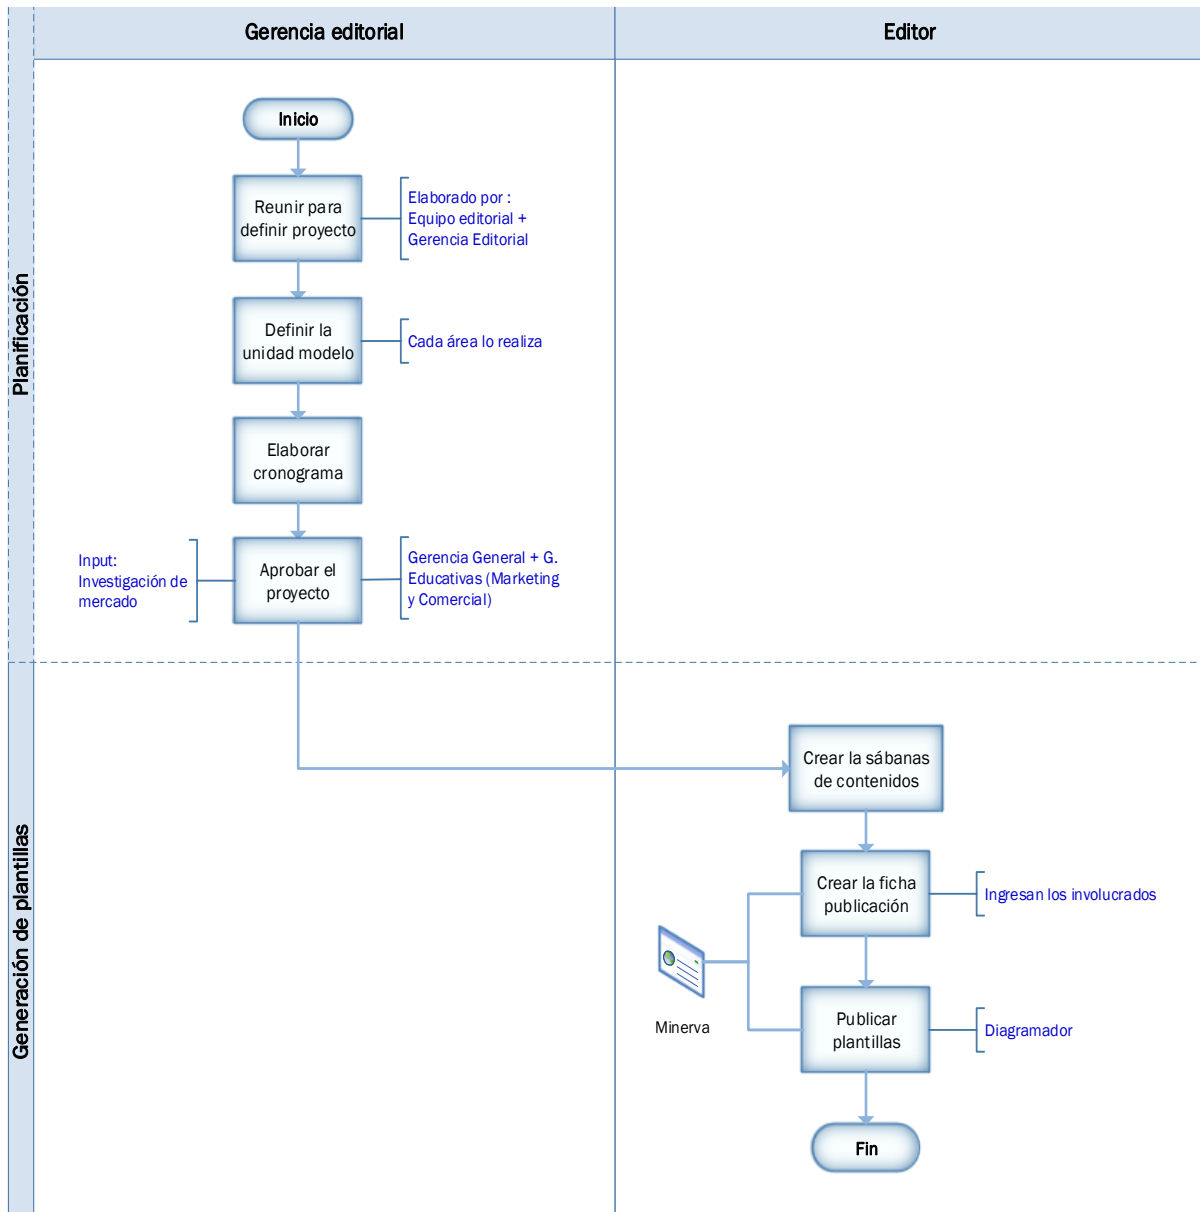 Gerencia editorial
Editor
Planificación
Inicio
Reunir para
definir proyecto
Elaborado por :
Equipo editorial +
Gerencia Editorial
Definir la
unidad modelo
Cada área lo realiza
Elaborar
cronograma
Input:
Investigación de
mercado
Aprobar el
proyecto
Gerencia General + G.
Educativas (Marketing
y Comercial)
Generación de plantillas
Crear la sábanas
de contenidos
Crear la ficha
publicación
Ingresan los involucrados
Minerva
Publicar
plantillas
Diagramador
Fin